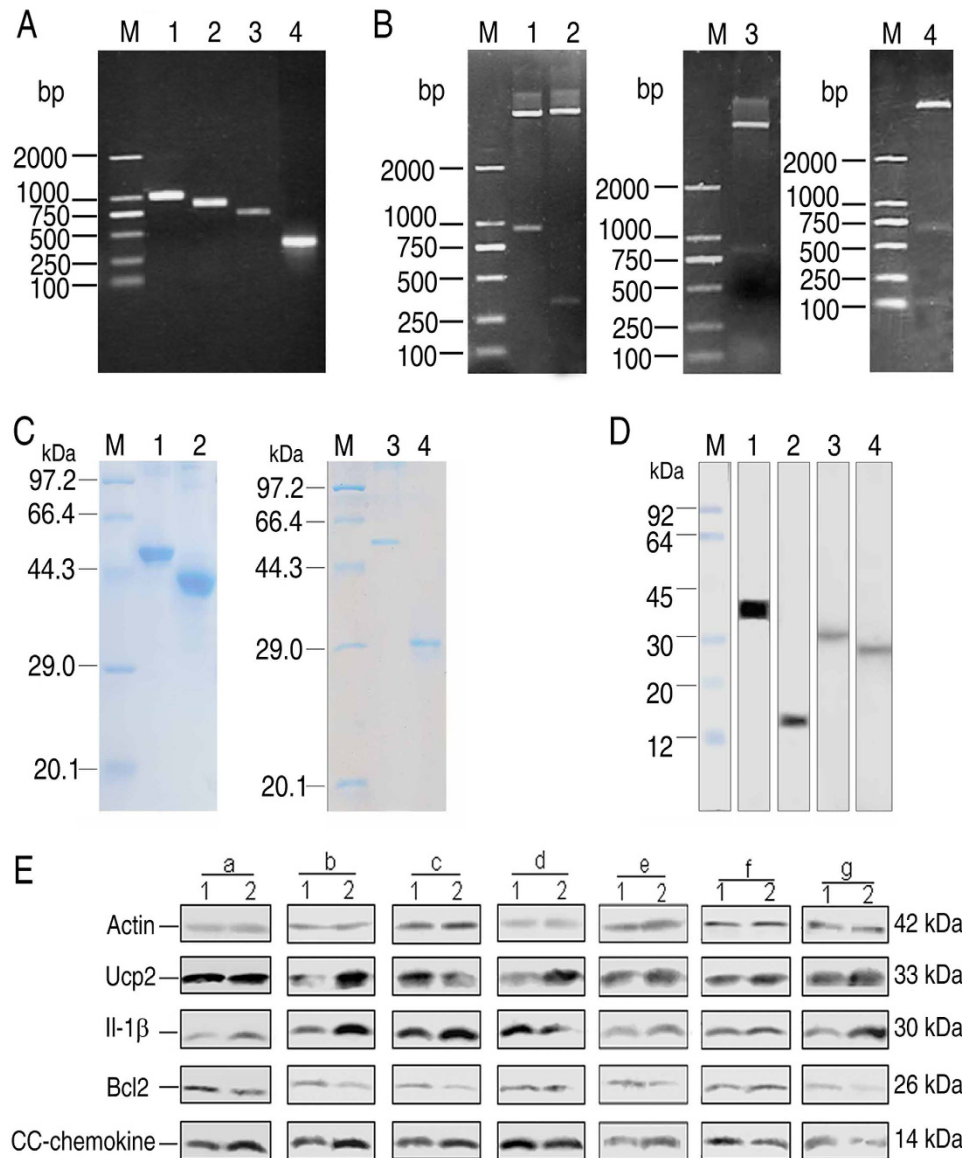 A
M 1 2 3 4
bp
2000
1000
750
500
250
100
B
M 1 2
bp
2000
1000
750
500
250
100
M 3
2000
1000
750
500
250
100
M 4
bp
2000
1000
750
500
250
100
C
kDa M 1 2
97.2
66.4
44.3
29.0
20.1
kDa M 3 4
97.2
66.4
44.3
29.0
20.1
D
M 1 2 3 4
kDa
92
64
45
30
20
12
E
a b c d e f g
1 2 1 2 1 2 1 2 1 2 1 2 1 2
Actin 42 kDa
Ucp2 33 kDa
Il-1β 30 kDa
Bcl2 26 kDa
CC-chemokine 14 kDa